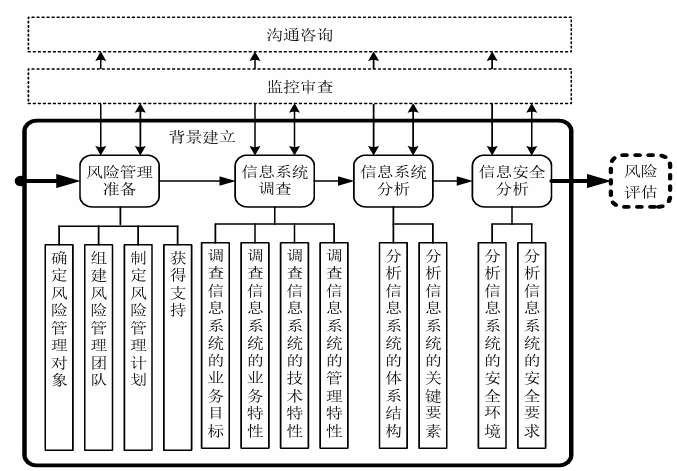 沟通咨询
监控审查
背景建立
风险管理
准备
信息系统
调查
信息系统
分析
信息安全
分析
风险
评估
确定风险管理对象
组建风险管理团队
制定风险管理计划
获得支持
调查信息系统的业务目标
调查信息系统的业务特性
调查信息系统的技术特性
调查信息系统的管理特性
分析信息系统的体系结构
分析信息系统的关键要素
分析信息系统的安全环境
分析信息系统的安全要求